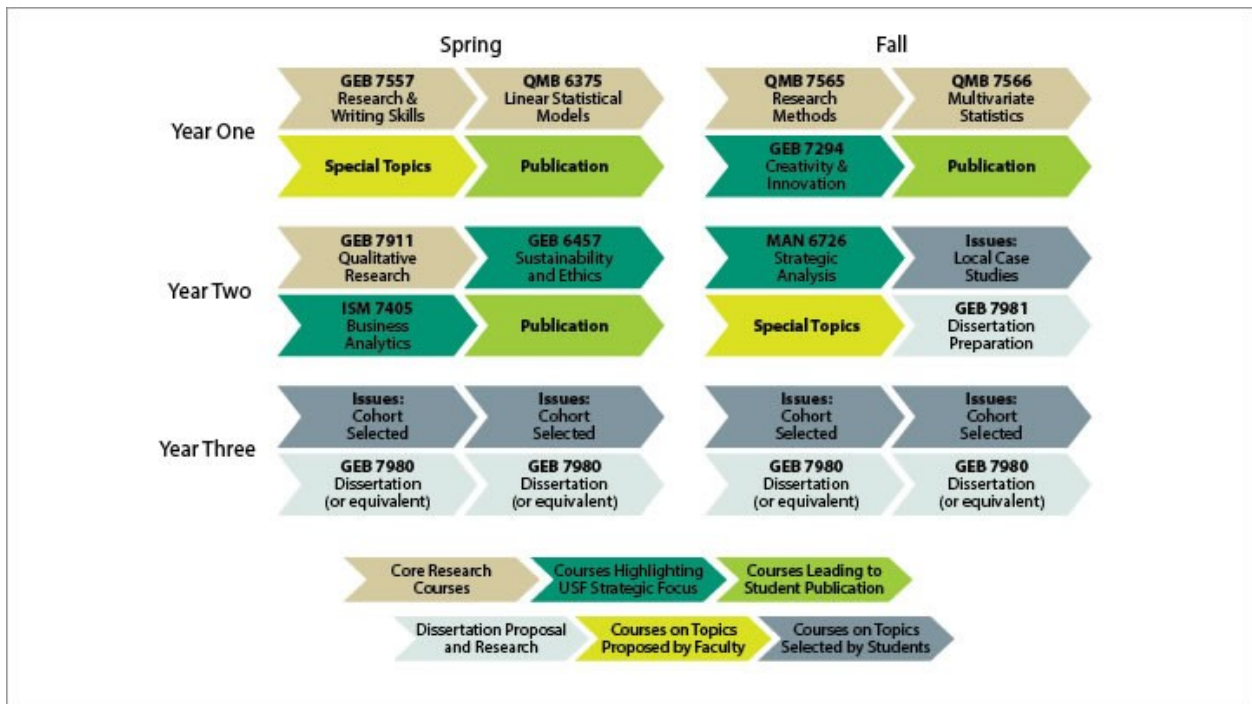 Spring
Fall
Year One
GEB 7557
Research &
Writing Skills
QMB 6375
Linear Statistical
Models
QMB 7565
Research
Methods
QMB 7566
Multivariate
Statistics
Special Topics
Publication
GEB 7294
Creativity &
Innovation
Publication
Year Two
GEB 7911
Qualitative
Research
GEB 6457
Sustainability
and Ethics
MAN 6726
Strategic
Analysis
Issues:
Local Case
Studies
ISM 7405
Business
Analytics
Publication
Special Topics
GEB 7981
Dissertation
Preparation
Year Three
Issues:
Cohort
Selected
Issues:
Cohort
Selected
Issues:
Cohort
Selected
Issues:
Cohort
Selected
GEB 7980
Dissertation
(or equivalent)
GEB 7980
Dissertation
(or equivalent)
GEB 7980
Dissertation
(or equivalent)
GEB 7980
Dissertation
(or equivalent)
Core Research
Courses
Courses Highlighting
USF Strategic Focus
Courses Leading to
Student Publication
Dissertation Proposal
and Research
Courses on Topics
Proposed by Faculty
Courses on Topics
Selected by Students